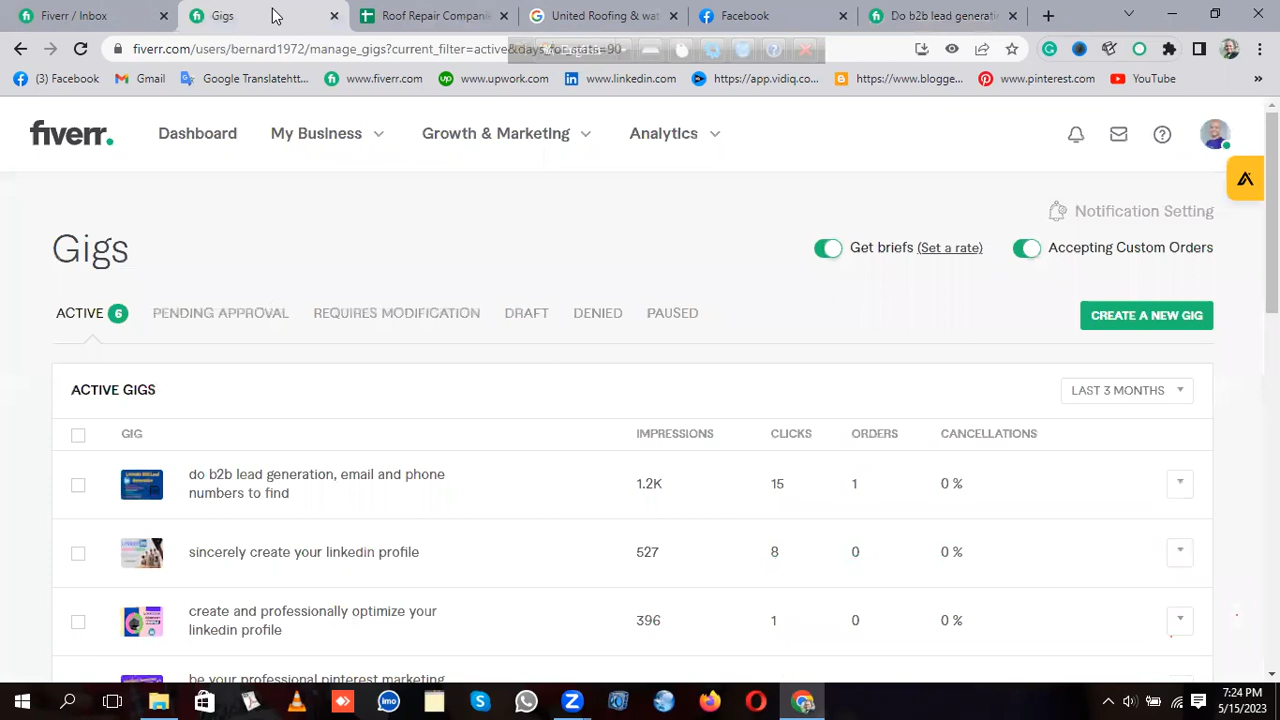 Fiverr / Inbox
Gigs
Roof Repair Companie
United Roofing & wat
Facebook
Do b2b lead generatio
fiverr.com/users/bernard1972/manage_gigs?current_filter=active&days_for_stats=90
(3) Facebook
Gmail
Google Translatehtt...
www.fiverr.com
www.upwork.com
www.linkedin.com
https://app.vidiq.co...
https://www.blogge...
www.pinterest.com
YouTube
»
fiverr.
Dashboard
My Business
Growth & Marketing
Analytics
Notification Setting
Gigs
Get briefs (Set a rate)
Accepting Custom Orders
ACTIVE 6
PENDING APPROVAL
REQUIRES MODIFICATION
DRAFT
DENIED
PAUSED
CREATE A NEW GIG
ACTIVE GIGS
LAST 3 MONTHS
GIG
IMPRESSIONS
CLICKS
ORDERS
CANCELLATIONS
do b2b lead generation, email and phone
numbers to find
1.2K
15
1
0 %
sincerely create your linkedin profile
527
8
0
0 %
create and professionally optimize your
linkedin profile
396
1
0
0 %
be your professional pinterest marketing
7:24 PM
5/15/2023